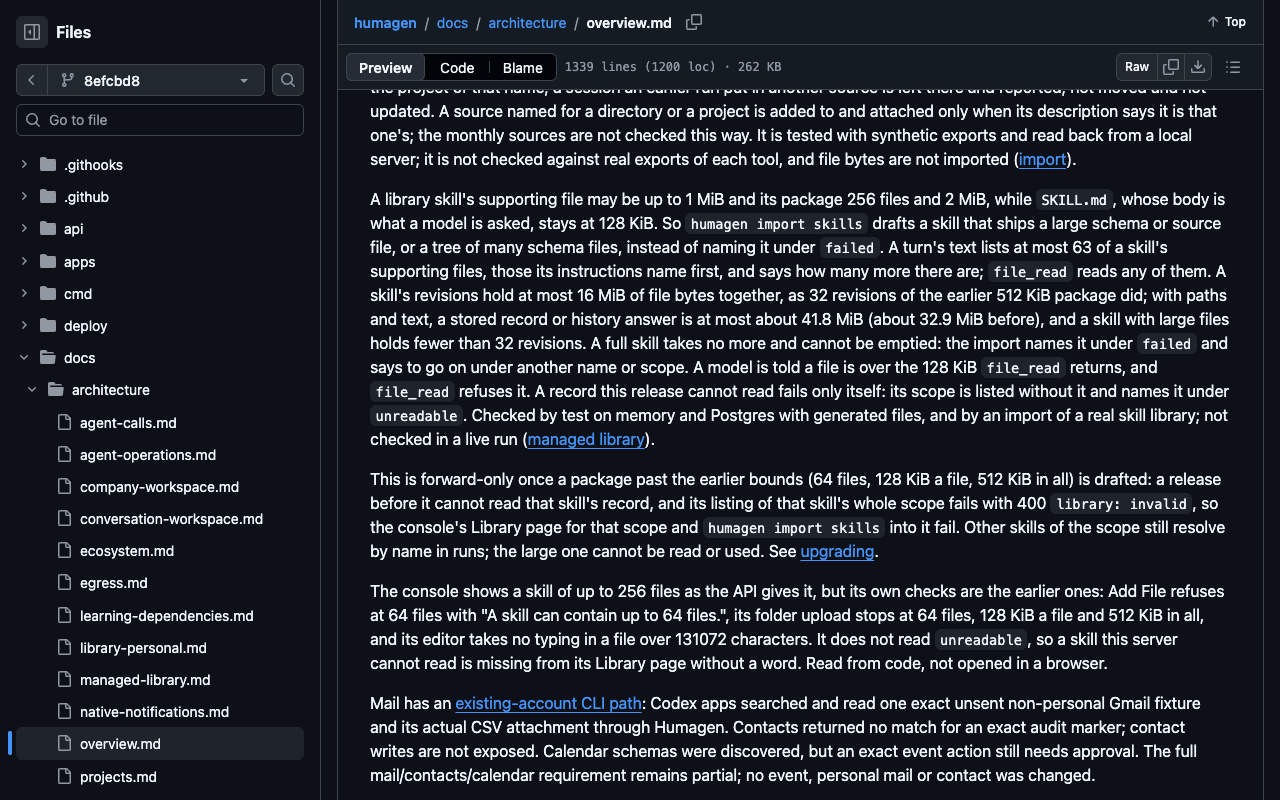 Files
8efcbd8
Go to file
.githooks
.github
api
apps
cmd
deploy
docs
architecture
agent-calls.md
agent-operations.md
company-workspace.md
conversation-workspace.md
ecosystem.md
egress.md
learning-dependencies.md
library-personal.md
managed-library.md
native-notifications.md
overview.md
projects.md
humagen / docs / architecture / overview.md
Top
Preview Code Blame 1339 lines (1200 loc) · 262 KB Raw
the project of that name; a session an earlier run put in another source is left there and reported, not moved and not
updated. A source named for a directory or a project is added to and attached only when its description says it is that
one's; the monthly sources are not checked this way. It is tested with synthetic exports and read back from a local
server; it is not checked against real exports of each tool, and file bytes are not imported (import).
A library skill's supporting file may be up to 1 MiB and its package 256 files and 2 MiB, while SKILL.md, whose body is
what a model is asked, stays at 128 KiB. So humagen import skills drafts a skill that ships a large schema or source
file, or a tree of many schema files, instead of naming it under failed. A turn's text lists at most 63 of a skill's
supporting files, those its instructions name first, and says how many more there are; file_read reads any of them. A
skill's revisions hold at most 16 MiB of file bytes together, as 32 revisions of the earlier 512 KiB package did; with paths
and text, a stored record or history answer is at most about 41.8 MiB (about 32.9 MiB before), and a skill with large files
holds fewer than 32 revisions. A full skill takes no more and cannot be emptied: the import names it under failed and
says to go on under another name or scope. A model is told a file is over the 128 KiB file_read returns, and
file_read refuses it. A record this release cannot read fails only itself: its scope is listed without it and names it under
unreadable. Checked by test on memory and Postgres with generated files, and by an import of a real skill library; not
checked in a live run (managed library).
This is forward-only once a package past the earlier bounds (64 files, 128 KiB a file, 512 KiB in all) is drafted: a release
before it cannot read that skill's record, and its listing of that skill's whole scope fails with 400 library: invalid, so
the console's Library page for that scope and humagen import skills into it fail. Other skills of the scope still resolve
by name in runs; the large one cannot be read or used. See upgrading.
The console shows a skill of up to 256 files as the API gives it, but its own checks are the earlier ones: Add File refuses
at 64 files with "A skill can contain up to 64 files.", its folder upload stops at 64 files, 128 KiB a file and 512 KiB in all,
and its editor takes no typing in a file over 131072 characters. It does not read unreadable, so a skill this server
cannot read is missing from its Library page without a word. Read from code, not opened in a browser.
Mail has an existing-account CLI path: Codex apps searched and read one exact unsent non-personal Gmail fixture
and its actual CSV attachment through Humagen. Contacts returned no match for an exact audit marker; contact
writes are not exposed. Calendar schemas were discovered, but an exact event action still needs approval. The full
mail/contacts/calendar requirement remains partial; no event, personal mail or contact was changed.